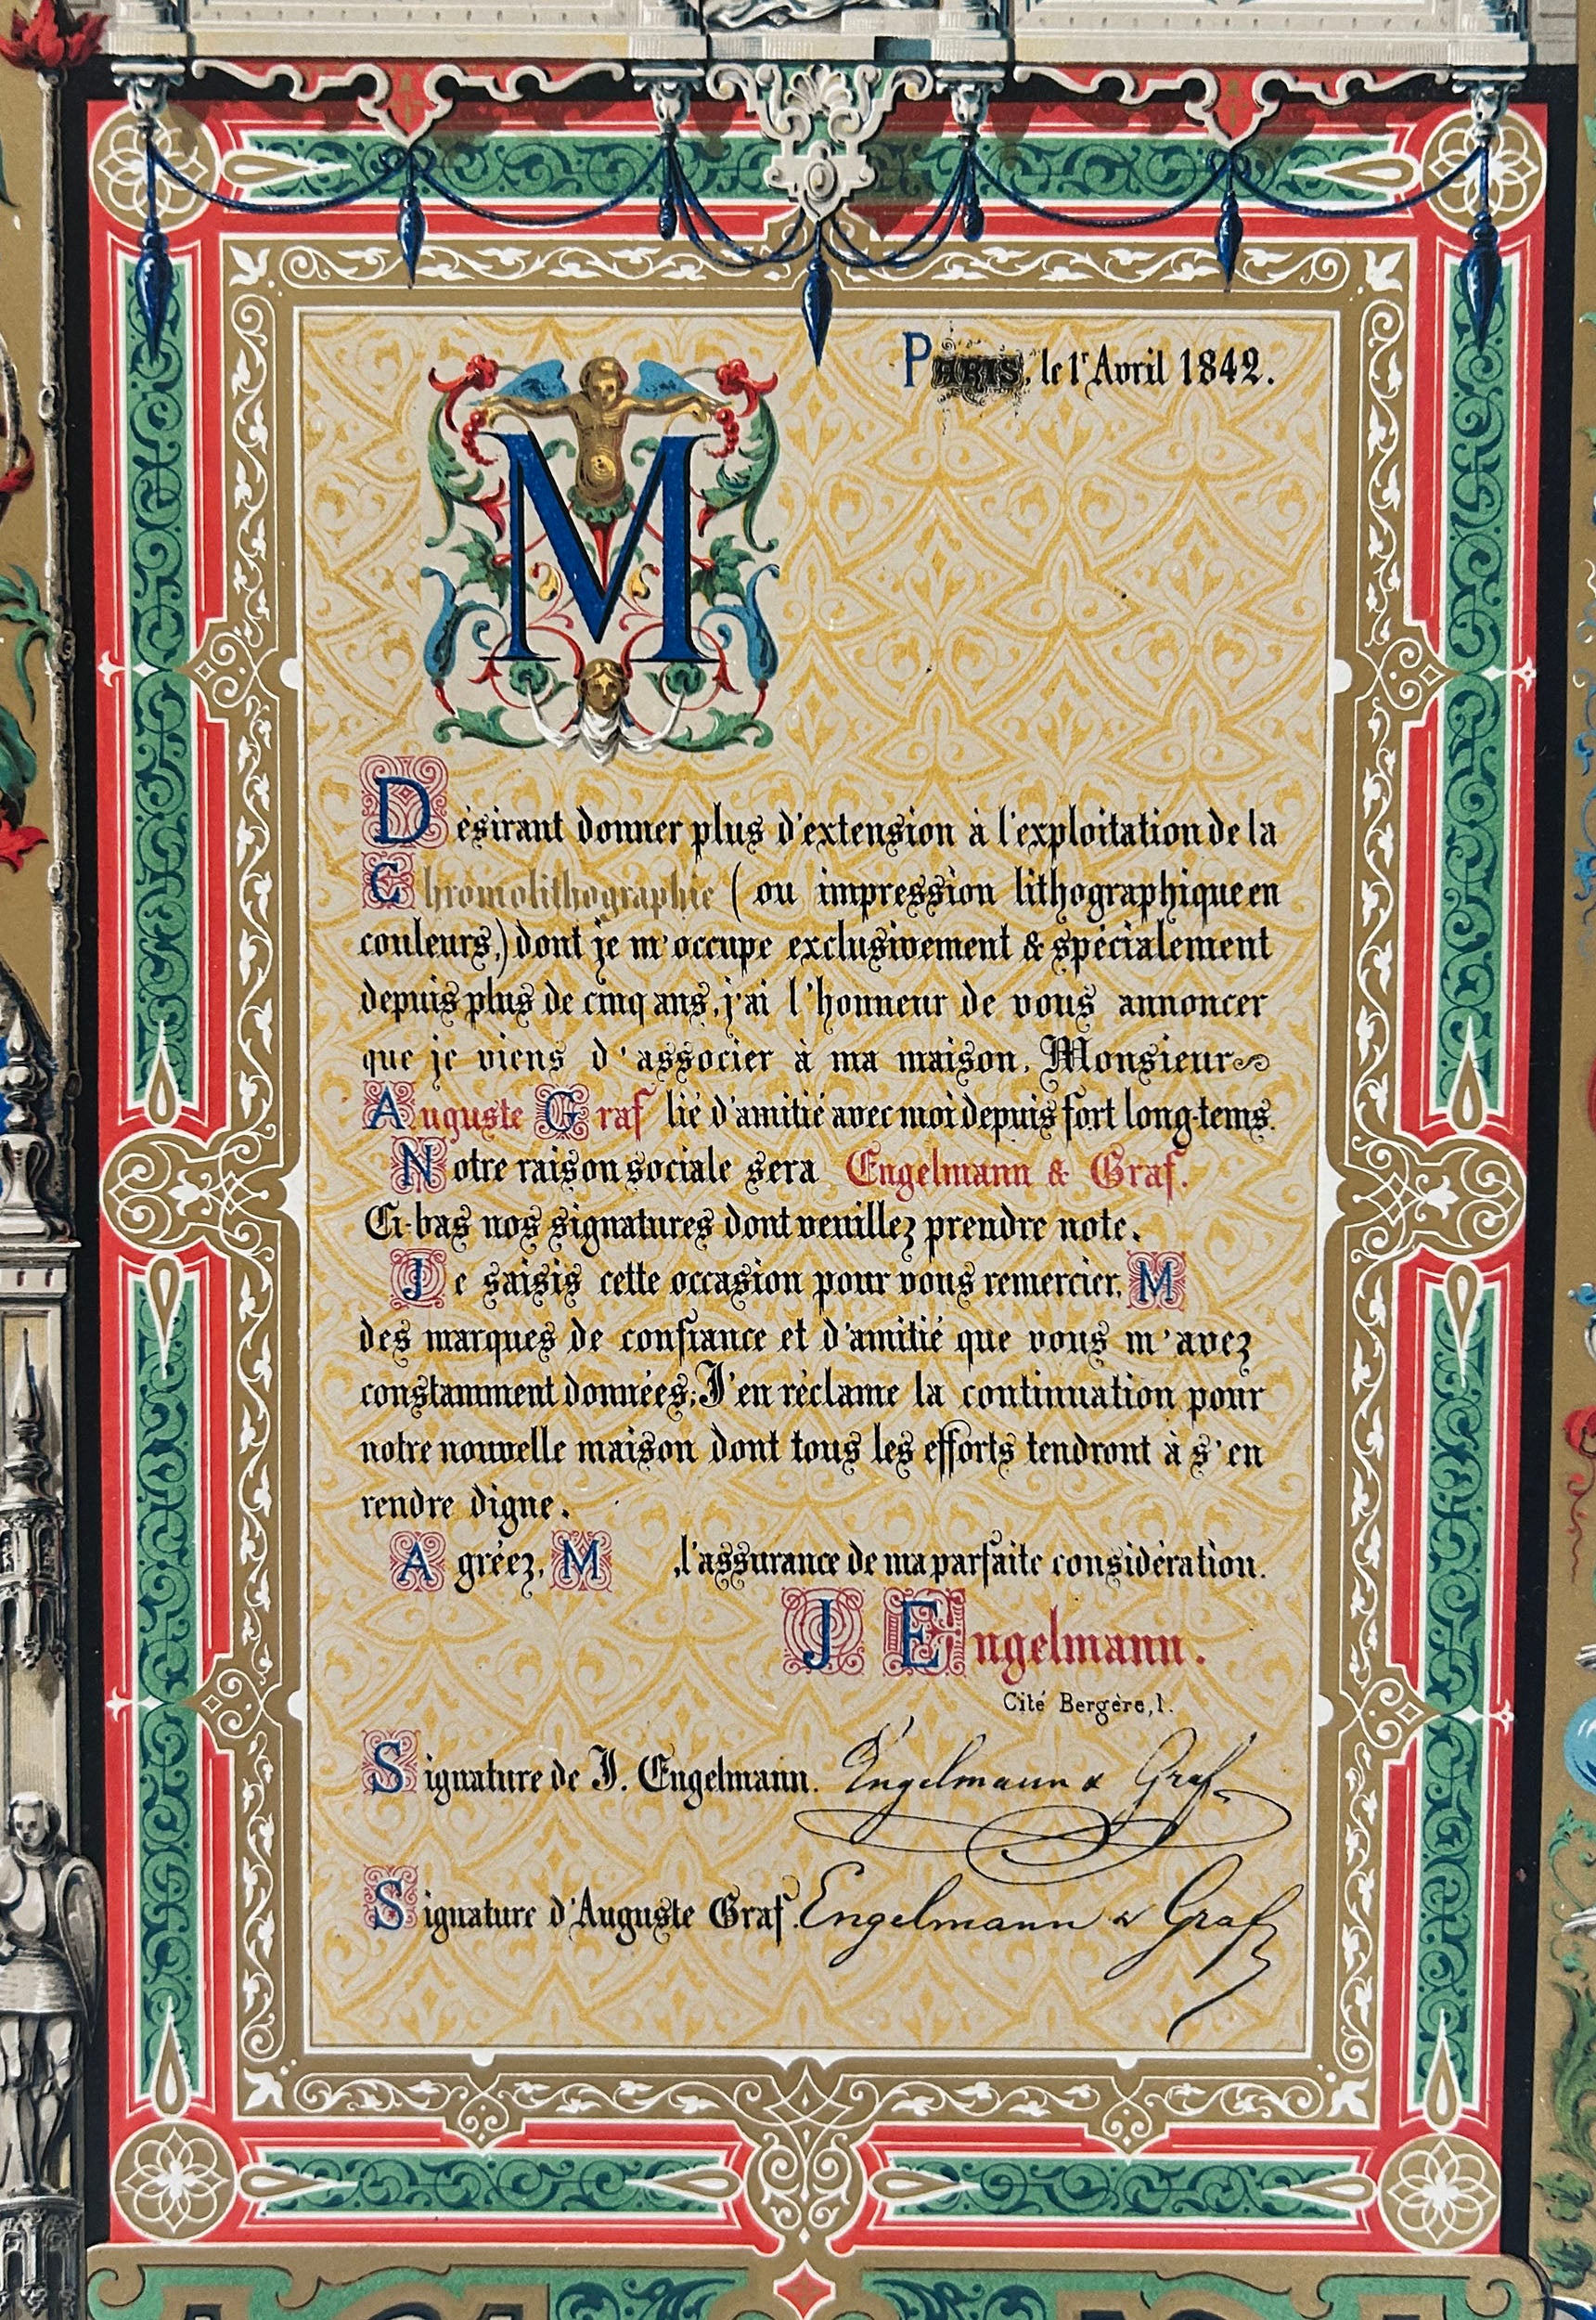 Paris, le 1r Avril 1842.
M
Désirant donner plus d'extension à l'exploitation de la
Chromolithographie ( ou impression lithographique en
couleurs,) dont je m'occupe exclusivement & spécialement
depuis plus de cinq ans, j'ai l'honneur de vous annoncer
que je viens d'associer à ma maison, Monsieur
Auguste Graf lié d'amitié avec moi depuis fort long-tems.
Notre raison sociale sera Engelmann & Graf.
Ci-bas nos signatures dont veuillez prendre note.
Je saisis cette occasion pour vous remercier, M
des marques de confiance et d'amitié que vous m'avez
constamment données; J'en réclame la continuation pour
notre nouvelle maison dont tous les efforts tendront à s'en
rendre digne.
Agréez, M , l'assurance de ma parfaite considération.
J Engelmann.
Cité Bergère, 1.
Signature de J. Engelmann. Engelmann & Graf
Signature d'Auguste Graf. Engelmann & Graf